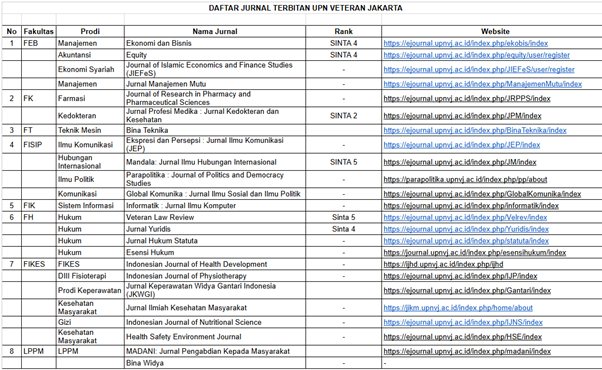 DAFTAR JURNAL TERBITAN UPN VETERAN JAKARTA
No Fakultas Prodi Nama Jurnal Rank Website
1 FEB Manajemen Ekonomi dan Bisnis SINTA 4 https://ejournal.upnvj.ac.id/index.php/ekobis/index
Akuntasi Equity SINTA 4 https://ejournal.upnvj.ac.id/index.php/equity/user/register
Ekonomi Syariah Journal of Islamic Economics and Finance Studies (JIEFeS) - https://ejournal.upnvj.ac.id/index.php/JIEFeS/user/register
Manajemen Jurnal Manajemen Mutu - https://ejournal.upnvj.ac.id/index.php/ManajemenMutu/index
2 FK Farmasi Journal of Research in Pharmacy and Pharmaceutical Sciences - https://ejournal.upnvj.ac.id/index.php/JRPPS/index
Kedokteran Jurnal Profesi Medika : Jurnal Kedokteran dan Kesehatan SINTA 2 https://ejournal.upnvj.ac.id/index.php/JPM/index
3 FT Teknik Mesin Bina Teknika - https://ejournal.upnvj.ac.id/index.php/BinaTeknika/index
4 FISIP Ilmu Komunikasi Ekspresi dan Persepsi : Jurnal Ilmu Komunikasi (JEP) - https://ejournal.upnvj.ac.id/index.php/JEP/index
Hubungan Internasional Mandala: Jurnal Ilmu Hubungan Internasional SINTA 5 https://ejournal.upnvj.ac.id/index.php/JM/index
Ilmu Politik Parapolitika : Journal of Politics and Democracy Studies - https://parapolitika.upnvj.ac.id/index.php/pp/about
Komunikasi Global Komunika : Jurnal Ilmu Sosial dan Ilmu Politik - https://ejournal.upnvj.ac.id/index.php/GlobalKomunika/index
5 FIK Sistem Informasi Informatik : Jurnal Ilmu Komputer - https://ejournal.upnvj.ac.id/index.php/informatik/index
6 FH Hukum Veteran Law Review Sinta 5 https://ejournal.upnvj.ac.id/index.php/Velrev/index
Hukum Jurnal Yuridis Sinta 4 https://ejournal.upnvj.ac.id/index.php/Yuridis/index
Hukum Jurnal Hukum Statuta - https://ejournal.upnvj.ac.id/index.php/statuta/index
Hukum Esensi Hukum - https://journal.upnvj.ac.id/index.php/esensihukum/index
7 FIKES FIKES Indonesian Journal of Health Development - https://ijhd.upnvj.ac.id/index.php/ijhd
DIII Fisioterapi Indonesian Journal of Physiotherapy - https://ejournal.upnvj.ac.id/index.php/IJP/index
Prodi Keperawatan Jurnal Keperawatan Widya Gantari Indonesia (JKWGI) - https://ejournal.upnvj.ac.id/index.php/Gantari/index
Kesehatan Masyarakat Jurnal Ilmiah Kesehatan Masyarakat - https://jikm.upnvj.ac.id/index.php/home/about
Gizi Indonesian Journal of Nutritional Science - https://ejournal.upnvj.ac.id/index.php/IJNS/index
Kesehatan Masyarakat Health Safety Environment Journal - https://ejournal.upnvj.ac.id/index.php/HSE/index
8 LPPM LPPM MADANI: Jurnal Pengabdian Kepada Masyarakat - https://ejournal.upnvj.ac.id/index.php/madani/index
Bina Widya - -